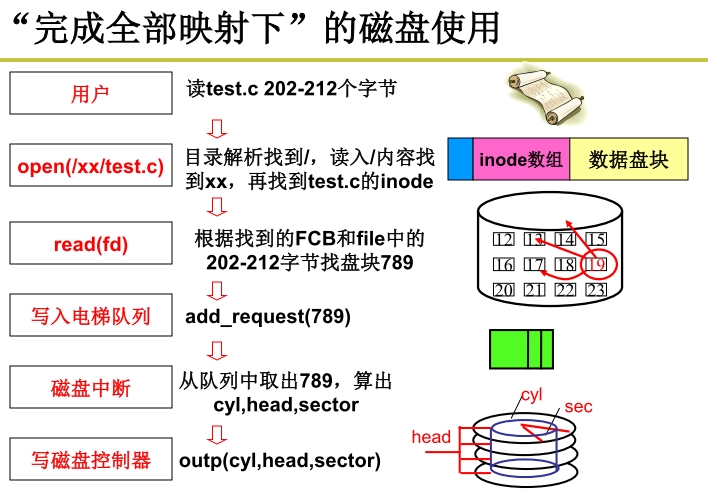 “完成全部映射下”的磁盘使用
用户
读test.c 202-212个字节
open(/xx/test.c)
目录解析找到/，读入/内容找
到xx，再找到test.c的inode
inode数组
数据盘块
read(fd)
根据找到的FCB和file中的
202-212字节找盘块789
12 13 14 15
16 17 18 19
20 21 22 23
写入电梯队列
add_request(789)
磁盘中断
从队列中取出789，算出
cyl,head,sector
写磁盘控制器
outp(cyl,head,sector)
cyl
sec
head